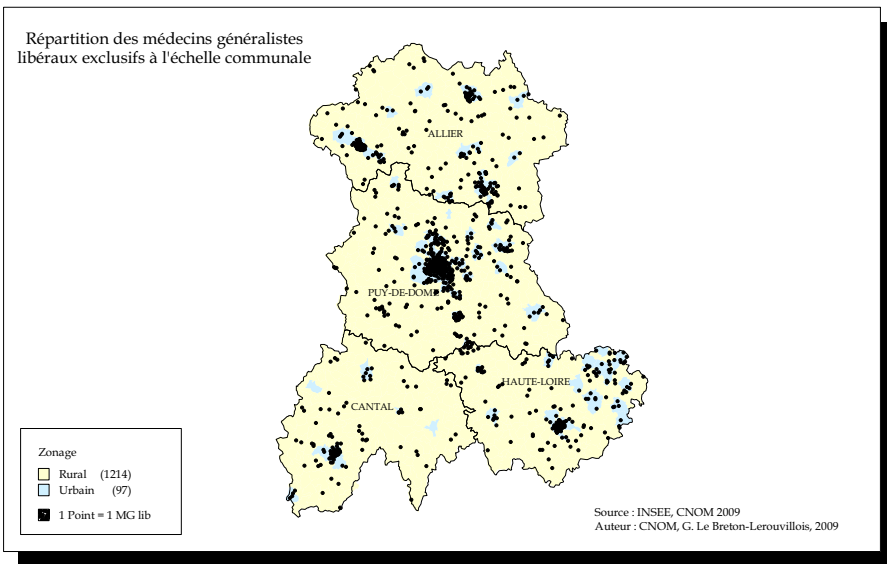 Répartition des médecins généralistes
libéraux exclusifs à l'échelle communale
ALLIER
PUY-DE-DOME
HAUTE-LOIRE
CANTAL
Zonage
Rural (1214)
Urbain (97)
1 Point = 1 MG lib
Source : INSEE, CNOM 2009
Auteur : CNOM, G. Le Breton-Lerouvillois, 2009